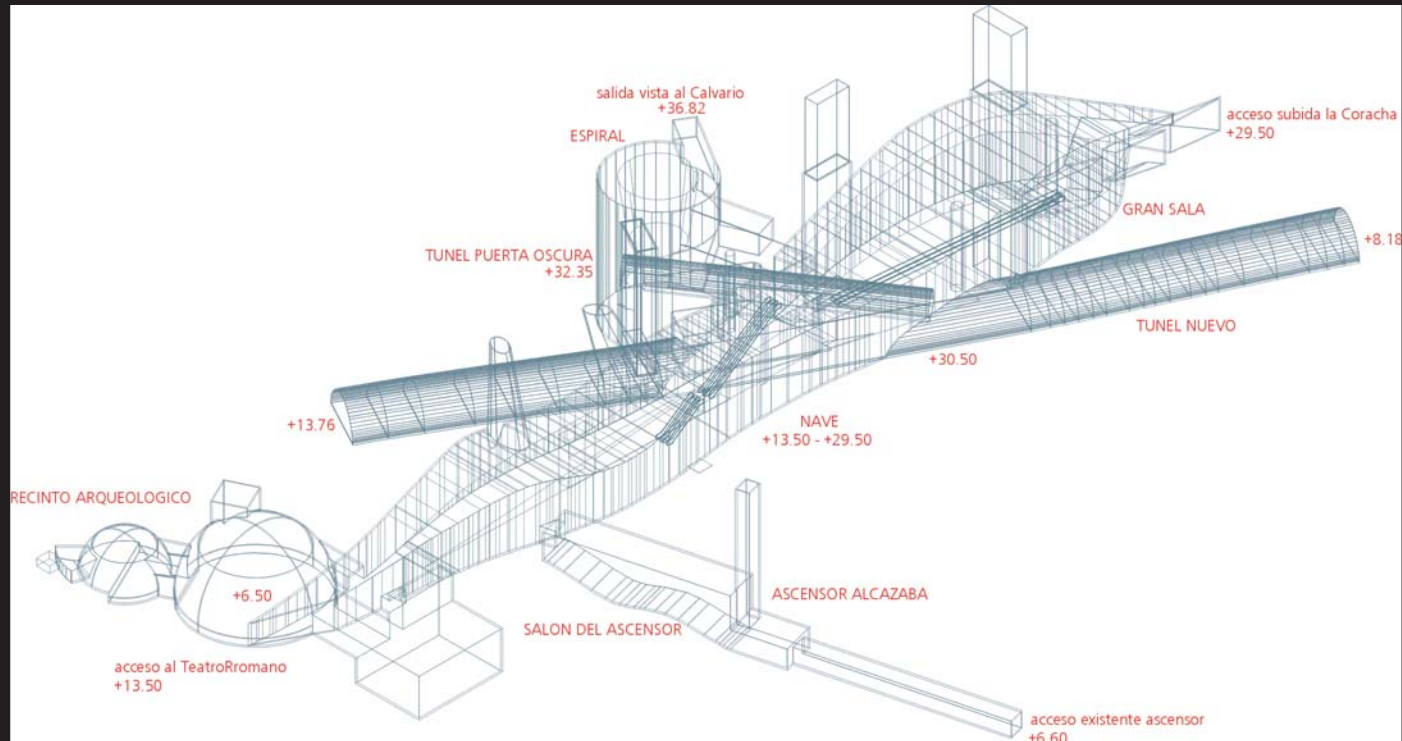 salida vista al Calvario
+36.82
ESPIRAL
acceso subida la Coracha
+29.50
GRAN SALA
TUNEL PUERTA OSCURA
+32.35
+8.18
TUNEL NUEVO
+30.50
+13.76
NAVE
+13.50 - +29.50
RECINTO ARQUEOLOGICO
+6.50
ASCENSOR ALCAZABA
SALON DEL ASCENSOR
acceso al TeatroRromano
+13.50
acceso existente ascensor
+6.60